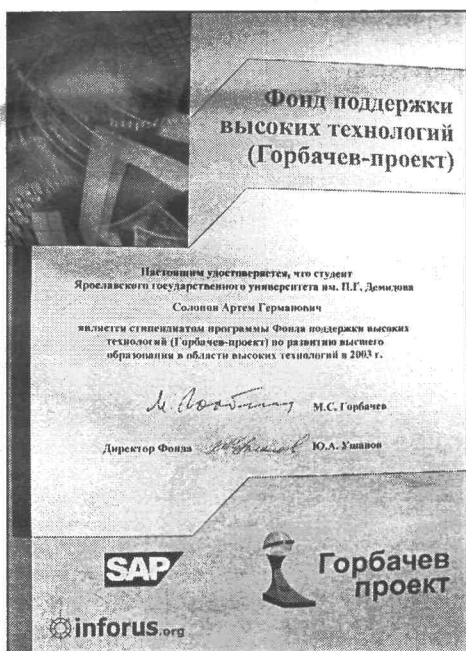 Фонд поддержки
высоких технологий
(Горбачев-проект)
Настоящим удостоверяется, что студент
Ярославского государственного университета им. П.Г. Демидова
Солопов Артем Германович
является стипендиатом программы Фонда поддержки высоких
технологий (Горбачев-проект) по развитию высшего
образования в области высоких технологий в 2003 г.
М.С. Горбачев
Директор Фонда Ю.А. Ушанов
SAP
Горбачев
проект
inforus.org